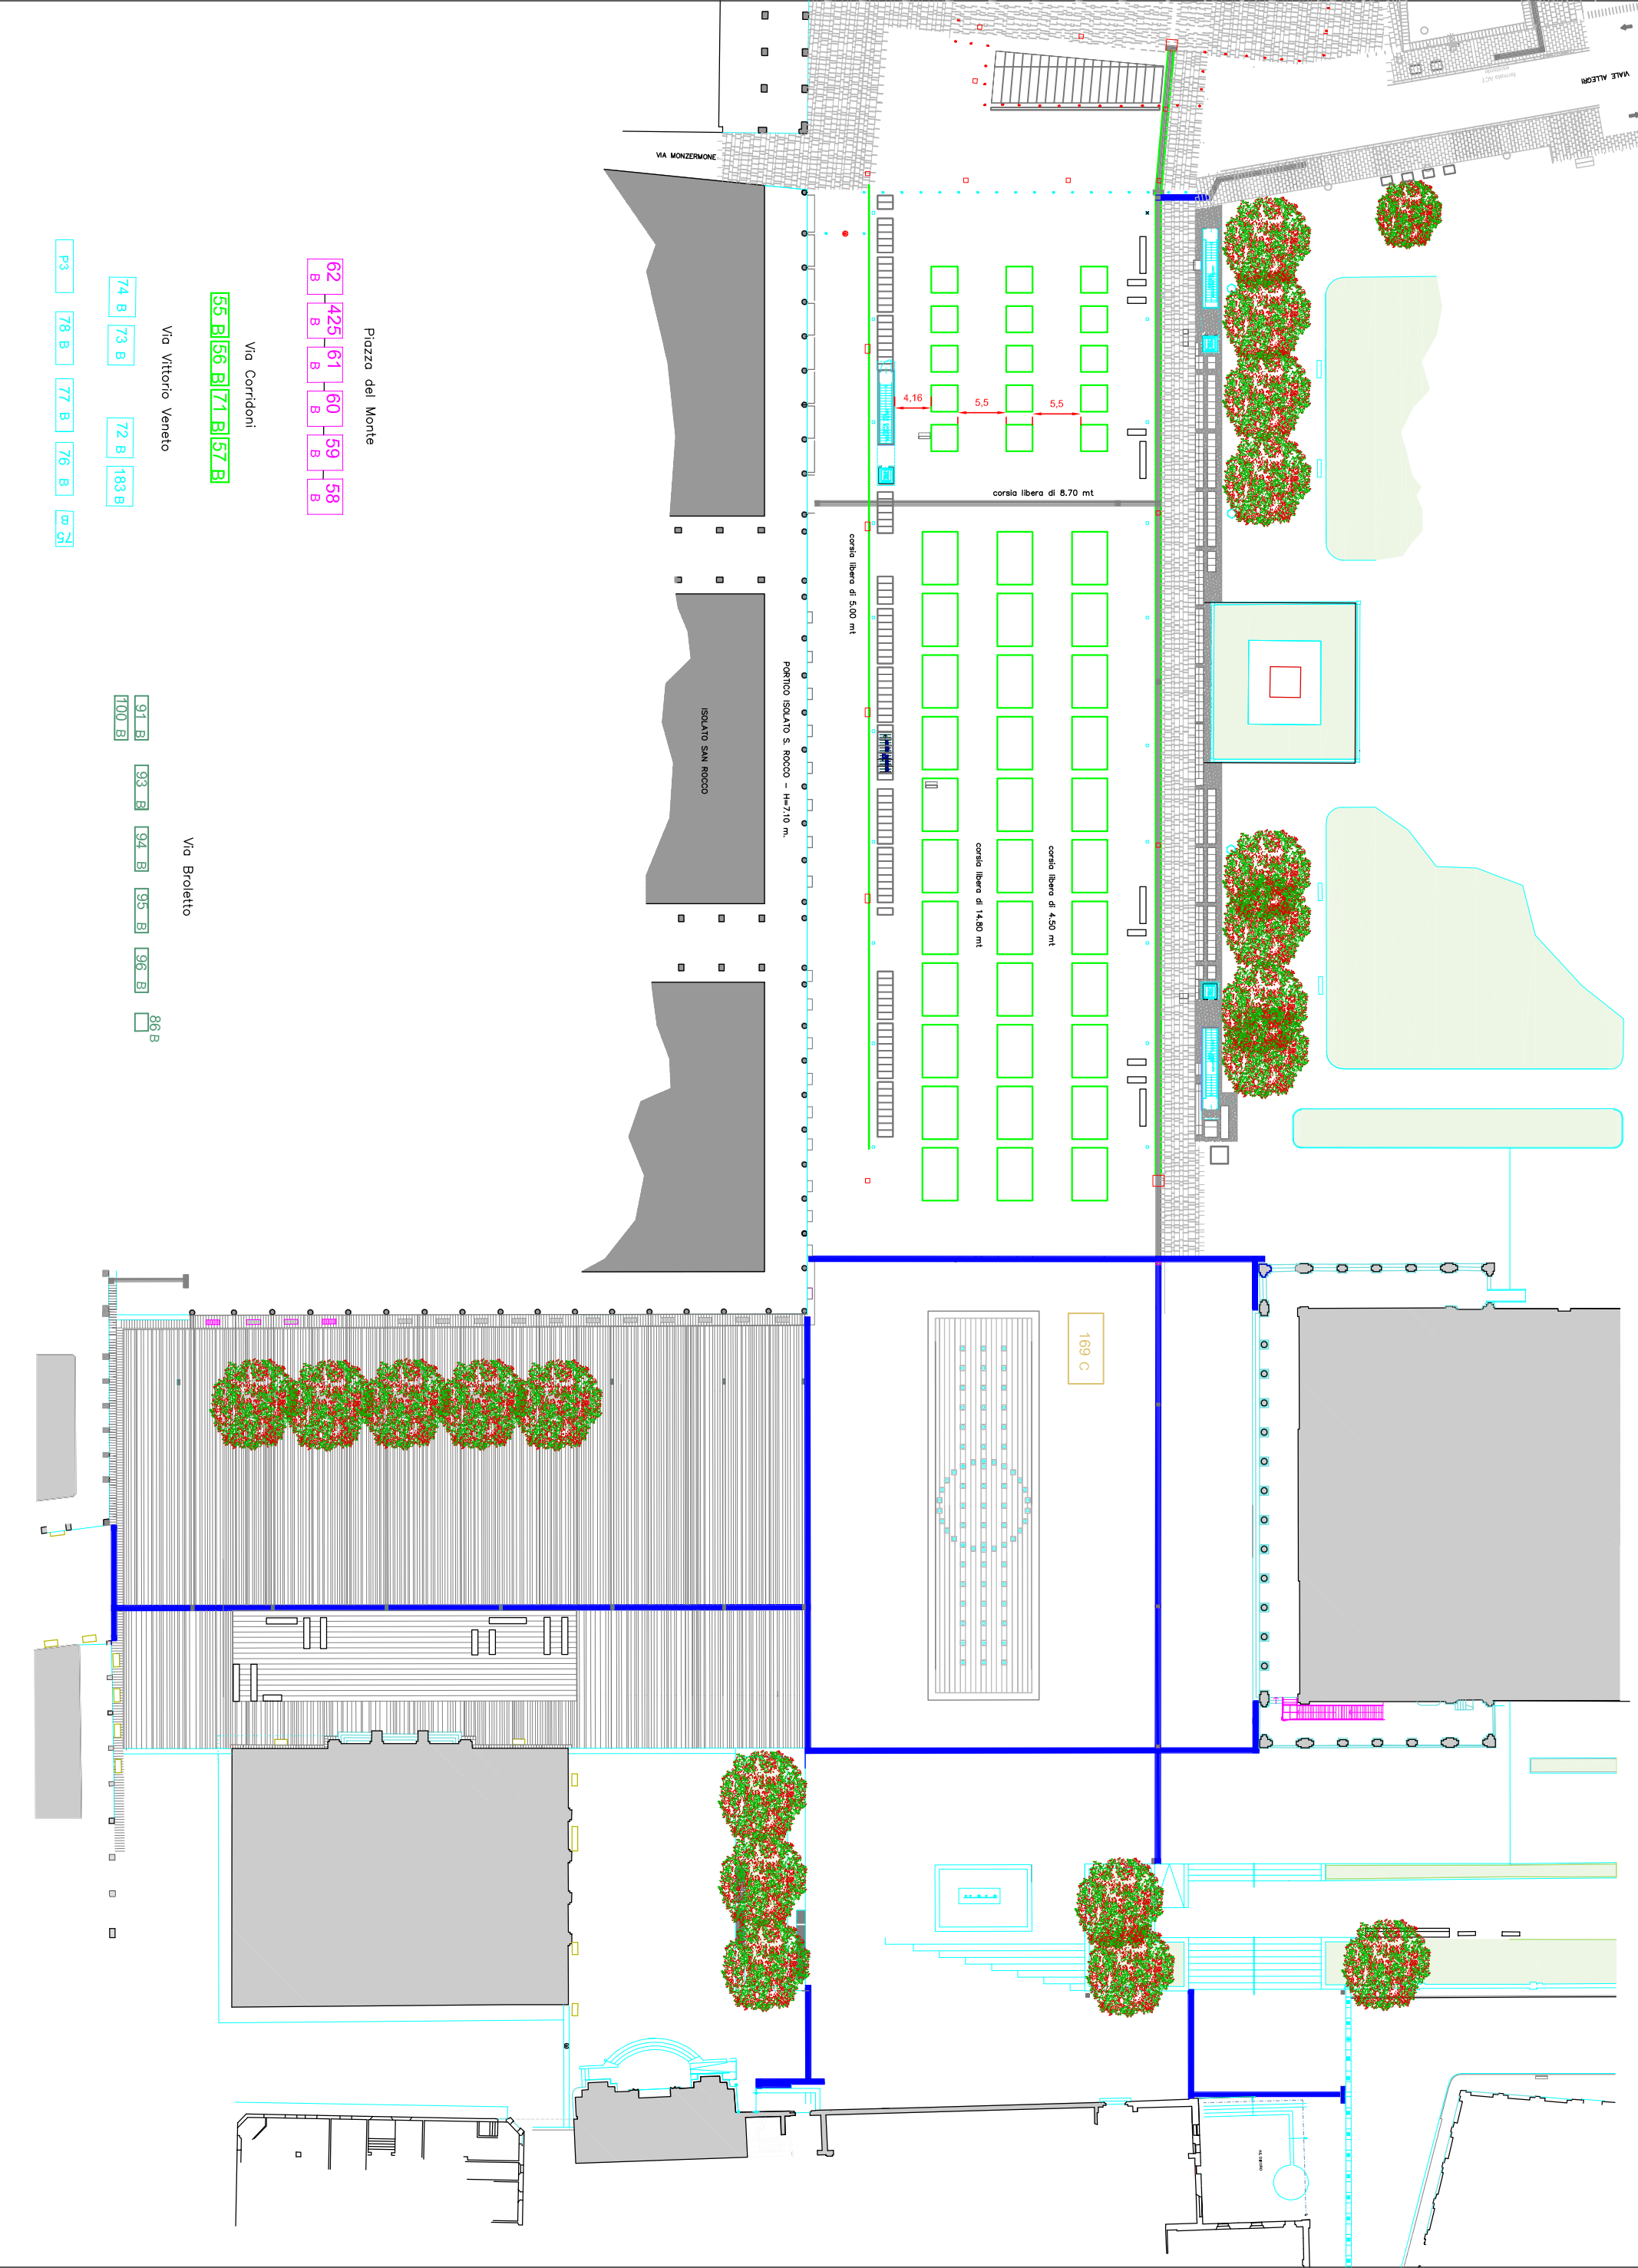 VIALE ALLEGRI
fermata ACT
VIA MONZERMONE
Piazza del Monte
62 B
425 B
61 B
60 B
59 B
58 B
Via Corridoni
55 B 56 B 71 B 57 B
Via Vittorio Veneto
74 B
73 B
72 B
183 B
P3
78 B
77 B
76 B
75 B
4,16
5,5
5,5
corsia libera di 8.70 mt
corsia libera di 5.00 mt
PORTICO ISOLATO S. ROCCO - H=7.10 m.
ISOLATO SAN ROCCO
corsia libera di 4.50 mt
corsia libera di 14.80 mt
Via Broletto
91 B
100 B
93 B
94 B
95 B
96 B
86 B
169 C